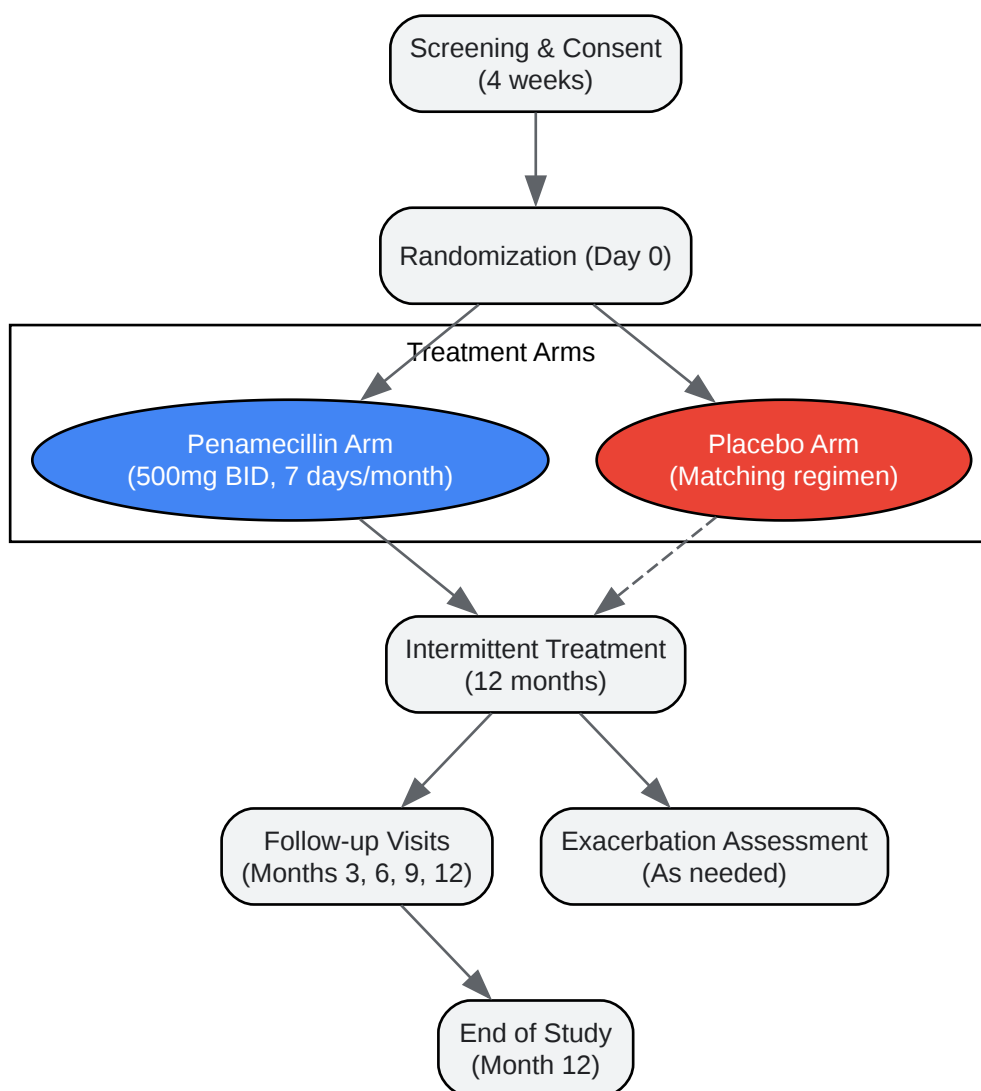 Screening & Consent
(4 weeks)
Randomization (Day 0)
Treatment Arms
Penamecillin Arm
(500mg BID, 7 days/month)
Placebo Arm
(Matching regimen)
Intermittent Treatment
(12 months)
Follow-up Visits
(Months 3, 6, 9, 12)
Exacerbation Assessment
(As needed)
End of Study
(Month 12)